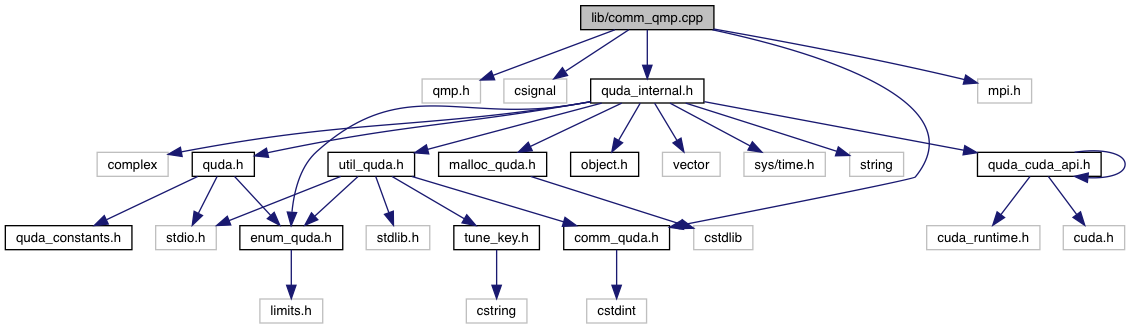 lib/comm_qmp.cpp
qmp.h
csignal
quda_internal.h
mpi.h
complex
quda.h
util_quda.h
malloc_quda.h
object.h
vector
sys/time.h
string
quda_cuda_api.h
quda_constants.h
stdio.h
enum_quda.h
stdlib.h
tune_key.h
comm_quda.h
cstdlib
cuda_runtime.h
cuda.h
limits.h
cstring
cstdint